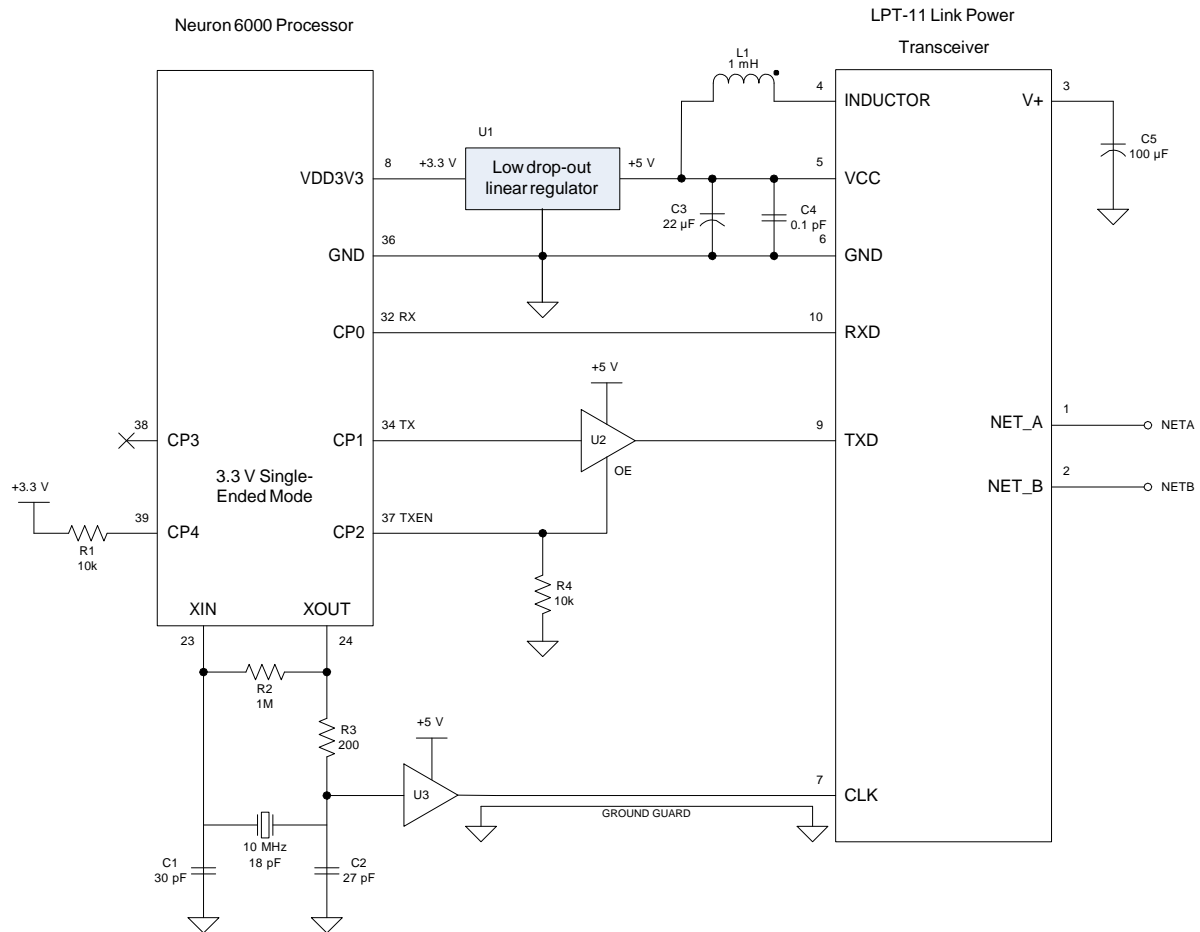 Neuron 6000 Processor
LPT-11 Link Power
Transceiver
L1
1 mH
4
INDUCTOR
V+
3
C5
100 µF
U1
8
+3.3 V
Low drop-out
linear regulator
+5 V
5
VDD3V3
VCC
C3
22 µF
C4
0.1 pF
36
6
GND
GND
32 RX
10
CP0
RXD
+5 V
38
CP3
34 TX
CP1
U2
OE
9
TXD
NET_A
1
NETA
NET_B
2
NETB
3.3 V Single-
Ended Mode
+3.3 V
39
CP4
R1
10k
37 TXEN
CP2
R4
10k
XIN
XOUT
23
24
R2
1M
R3
200
+5 V
U3
7
CLK
GROUND GUARD
10 MHz
18 pF
C1
30 pF
C2
27 pF